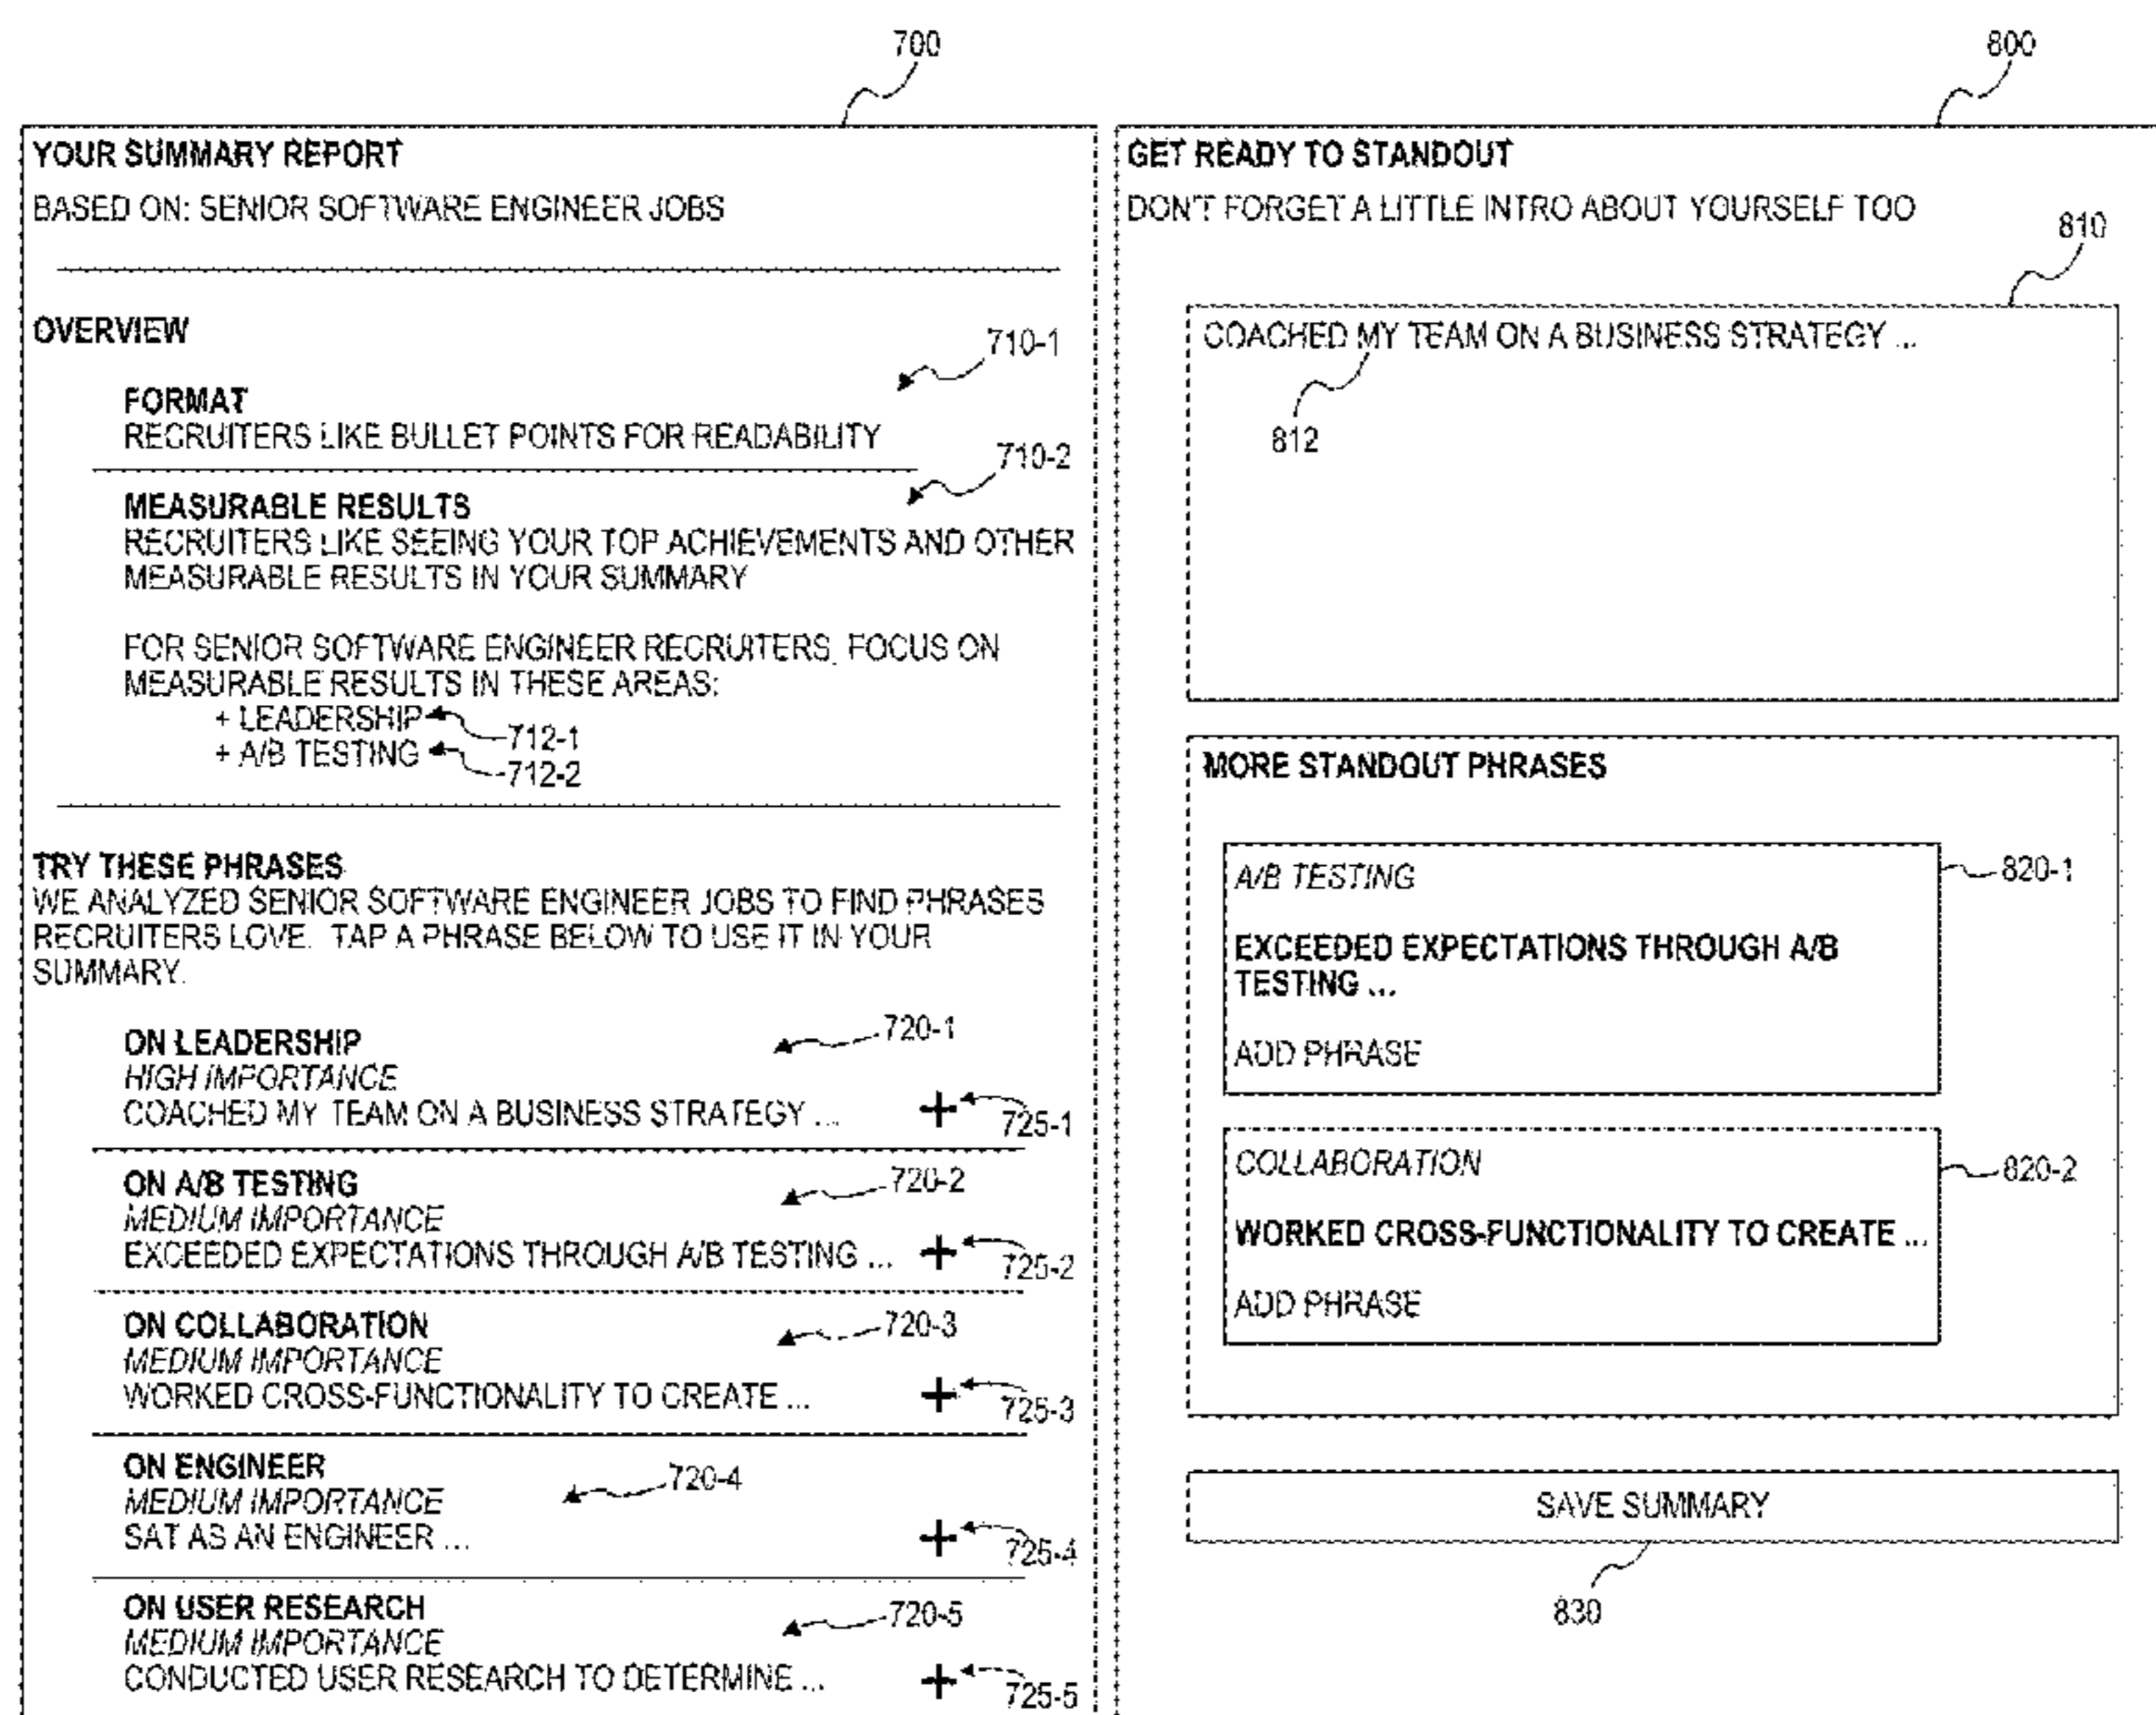 700
YOUR SUMMARY REPORT
BASED ON: SENIOR SOFTWARE ENGINEER JOBS
OVERVIEW
710-1
FORMAT
RECRUITERS LIKE BULLET POINTS FOR READABILITY
710-2
MEASURABLE RESULTS
RECRUITERS LIKE SEEING YOUR TOP ACHIEVEMENTS AND OTHER
MEASURABLE RESULTS IN YOUR SUMMARY
FOR SENIOR SOFTWARE ENGINEER RECRUITERS, FOCUS ON
MEASURABLE RESULTS IN THESE AREAS:
+ LEADERSHIP
712-1
+ A/B TESTING
712-2
TRY THESE PHRASES
WE ANALYZED SENIOR SOFTWARE ENGINEER JOBS TO FIND PHRASES
RECRUITERS LOVE. TAP A PHRASE BELOW TO USE IT IN YOUR
SUMMARY.
ON LEADERSHIP
720-1
HIGH IMPORTANCE
COACHED MY TEAM ON A BUSINESS STRATEGY ... +
725-1
ON A/B TESTING
720-2
MEDIUM IMPORTANCE
EXCEEDED EXPECTATIONS THROUGH A/B TESTING ... +
725-2
ON COLLABORATION
720-3
MEDIUM IMPORTANCE
WORKED CROSS-FUNCTIONALITY TO CREATE ... +
725-3
ON ENGINEER
720-4
MEDIUM IMPORTANCE
SAT AS AN ENGINEER ... +
725-4
ON USER RESEARCH
720-5
MEDIUM IMPORTANCE
CONDUCTED USER RESEARCH TO DETERMINE ... +
725-5
800
GET READY TO STANDOUT
DON'T FORGET A LITTLE INTRO ABOUT YOURSELF TOO
810
COACHED MY TEAM ON A BUSINESS STRATEGY ...
812
MORE STANDOUT PHRASES
A/B TESTING
820-1
EXCEEDED EXPECTATIONS THROUGH A/B
TESTING ...
ADD PHRASE
COLLABORATION
820-2
WORKED CROSS-FUNCTIONALITY TO CREATE ...
ADD PHRASE
SAVE SUMMARY
830